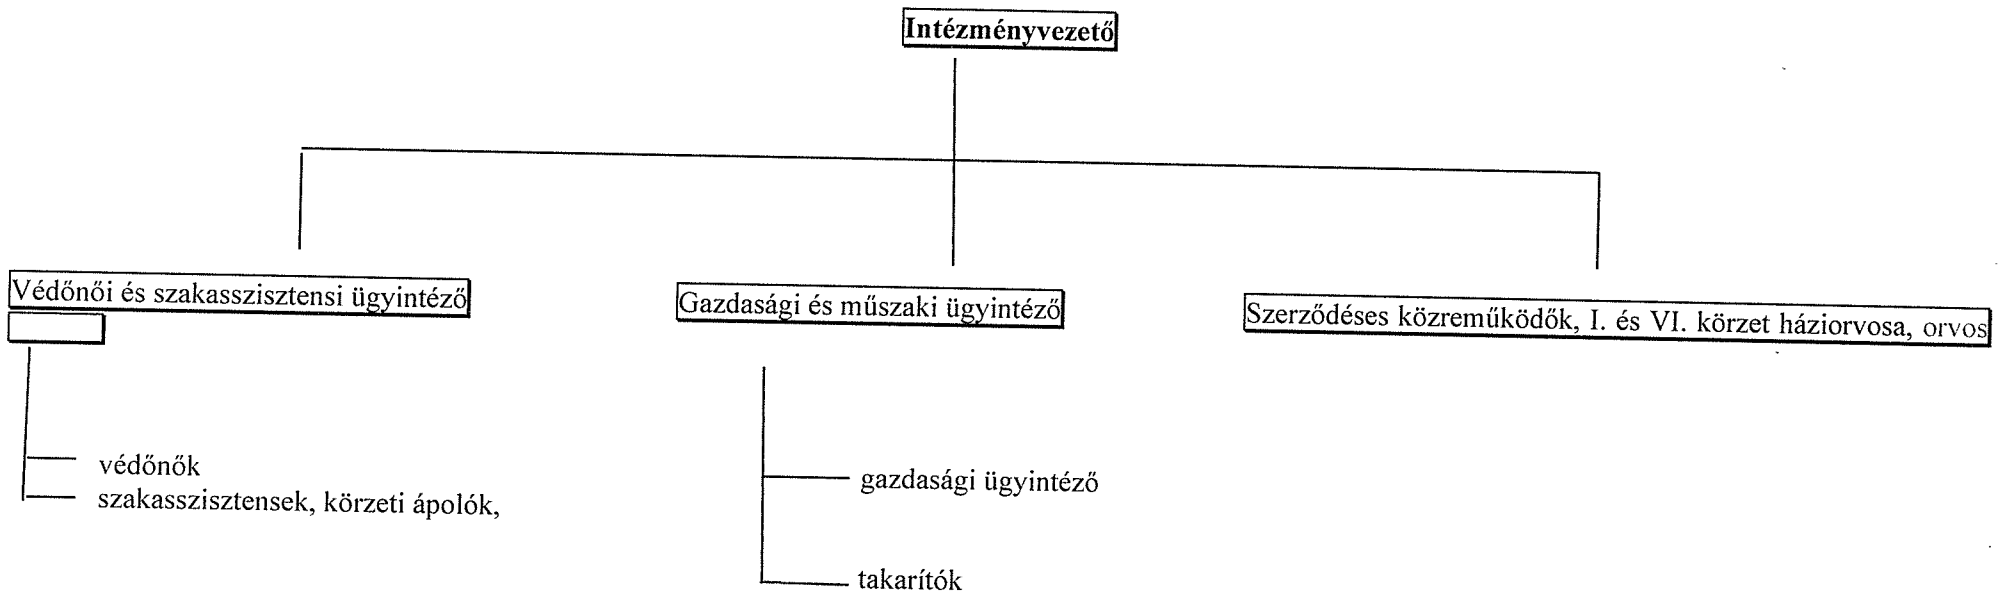 Intézményvezető
Védőnői és szakasszisztensi ügyintéző
Gazdasági és műszaki ügyintéző
Szerződéses közreműködők, I. és VI. körzet háziorvosa, orvos
védőnők
szakasszisztensek, körzeti ápolók,
gazdasági ügyintéző
takarítók